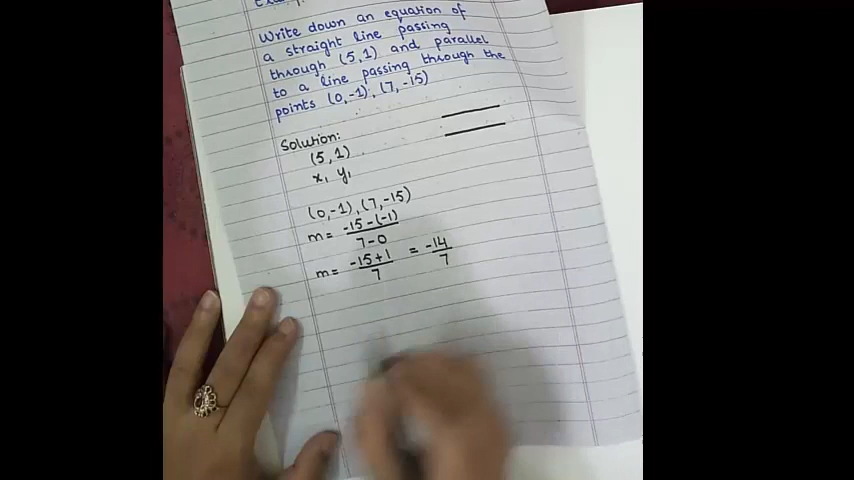 Write down an equation of
a straight line passing
through (5,1) and parallel
to a line passing through the
points (0,-1), (7,-15)
Solution:
(5,1)
x₁ y₁
(0,-1), (7,-15)
m = -15-(-1) / 7-0
m = -15+1 / 7 = -14 / 7